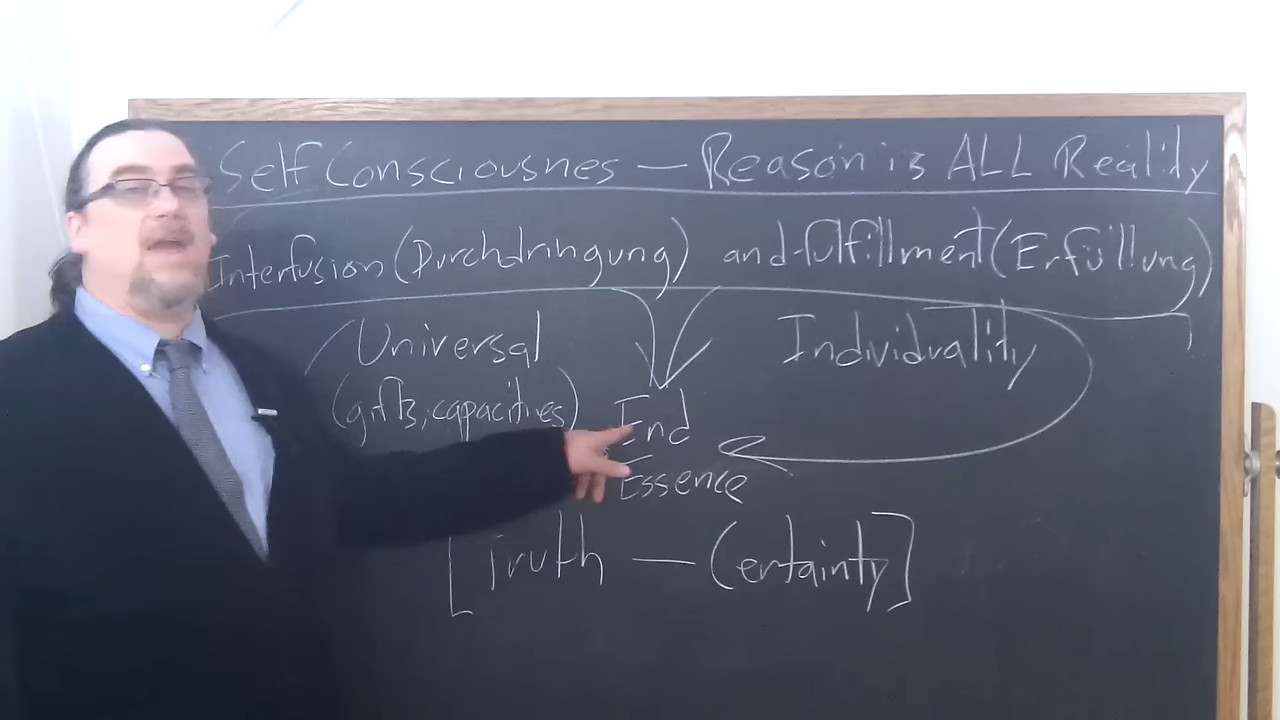 Self Consciousnes — Reason is ALL Reality
Interfusion (Durchdringung) and fulfillment (Erfüllung)
Universal
Individuality
(gifts, capacities)
End
Essence
[Truth — Certainty]